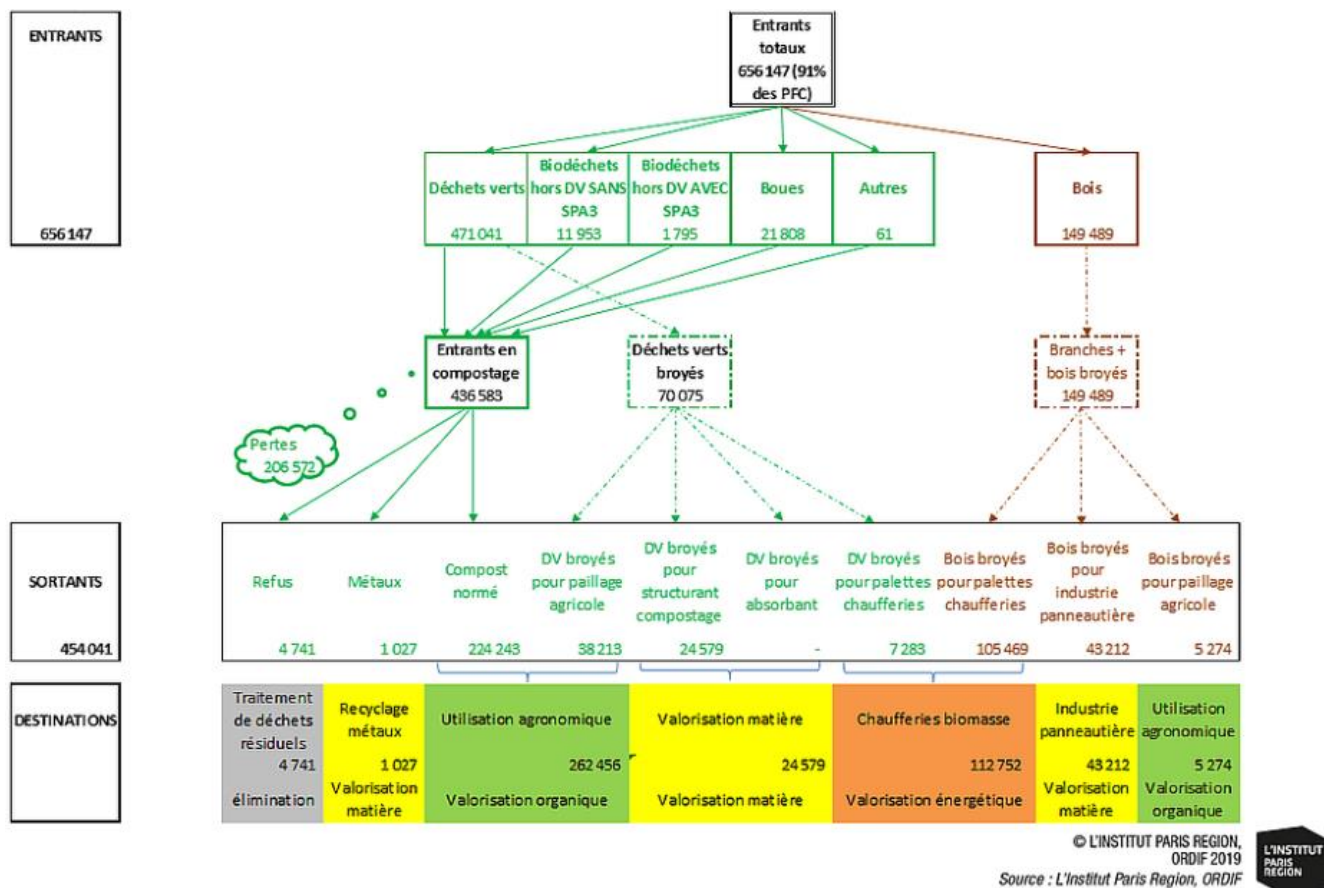 ENTRANTS
656 147
Entrants
totaux
656 147 (91%
des PFC)
Déchets verts
471 041
Biodéchets
hors DV SANS
SPA3
11 953
Biodéchets
hors DV AVEC
SPA3
1 795
Boues
21 808
Autres
61
Bois
149 489
Entrants en
compostage
436 583
Déchets verts
broyés
70 075
Branches +
bois broyés
149 489
Pertes
206 572
SORTANTS
454 041
Refus
4 741
Métaux
1 027
Compost
normé
224 243
DV broyés
pour paillage
agricole
38 213
DV broyés
pour
structurant
compostage
24 579
DV broyés
pour
absorbant
-
DV broyés
pour palettes
chaufferies
7 283
Bois broyés
pour palettes
chaufferies
105 469
Bois broyés
pour
industrie
panneautière
43 212
Bois broyés
pour paillage
agricole
5 274
DESTINATIONS
Traitement
de déchets
résiduels
4 741
élimination
Recyclage
métaux
1 027
Valorisation
matière
Utilisation agronomique
262 456
Valorisation organique
Valorisation matière
24 579
Valorisation matière
Chaufferies biomasse
112 752
Valorisation énergétique
Industrie
panneautière
43 212
Valorisation
matière
Utilisation
agronomique
5 274
Valorisation
organique
© L'INSTITUT PARIS REGION,
ORDIF 2019
Source : L'Institut Paris Region, ORDIF
L'INSTITUT
PARIS
REGION